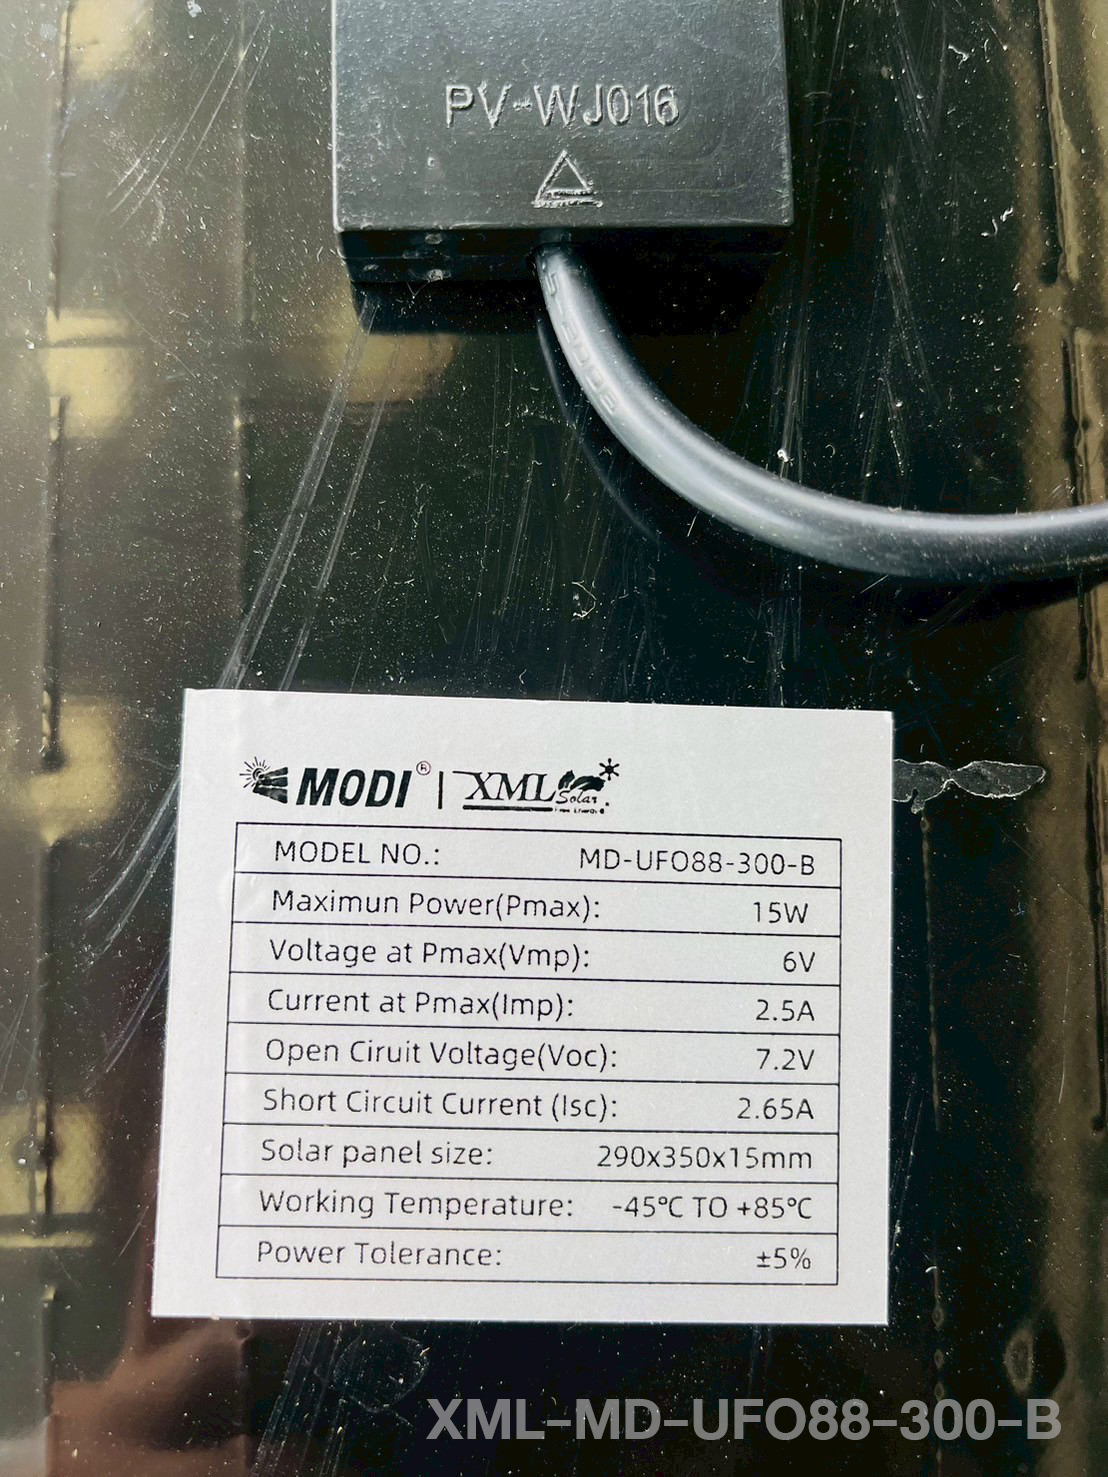 PV-WJ016
MODI® | XML Solar
MODEL NO.: MD-UFO88-300-B
Maximun Power(Pmax): 15W
Voltage at Pmax(Vmp): 6V
Current at Pmax(Imp): 2.5A
Open Ciruit Voltage(Voc): 7.2V
Short Circuit Current (Isc): 2.65A
Solar panel size: 290x350x15mm
Working Temperature: -45℃ TO +85℃
Power Tolerance: ±5%
XML-MD-UFO88-300-B